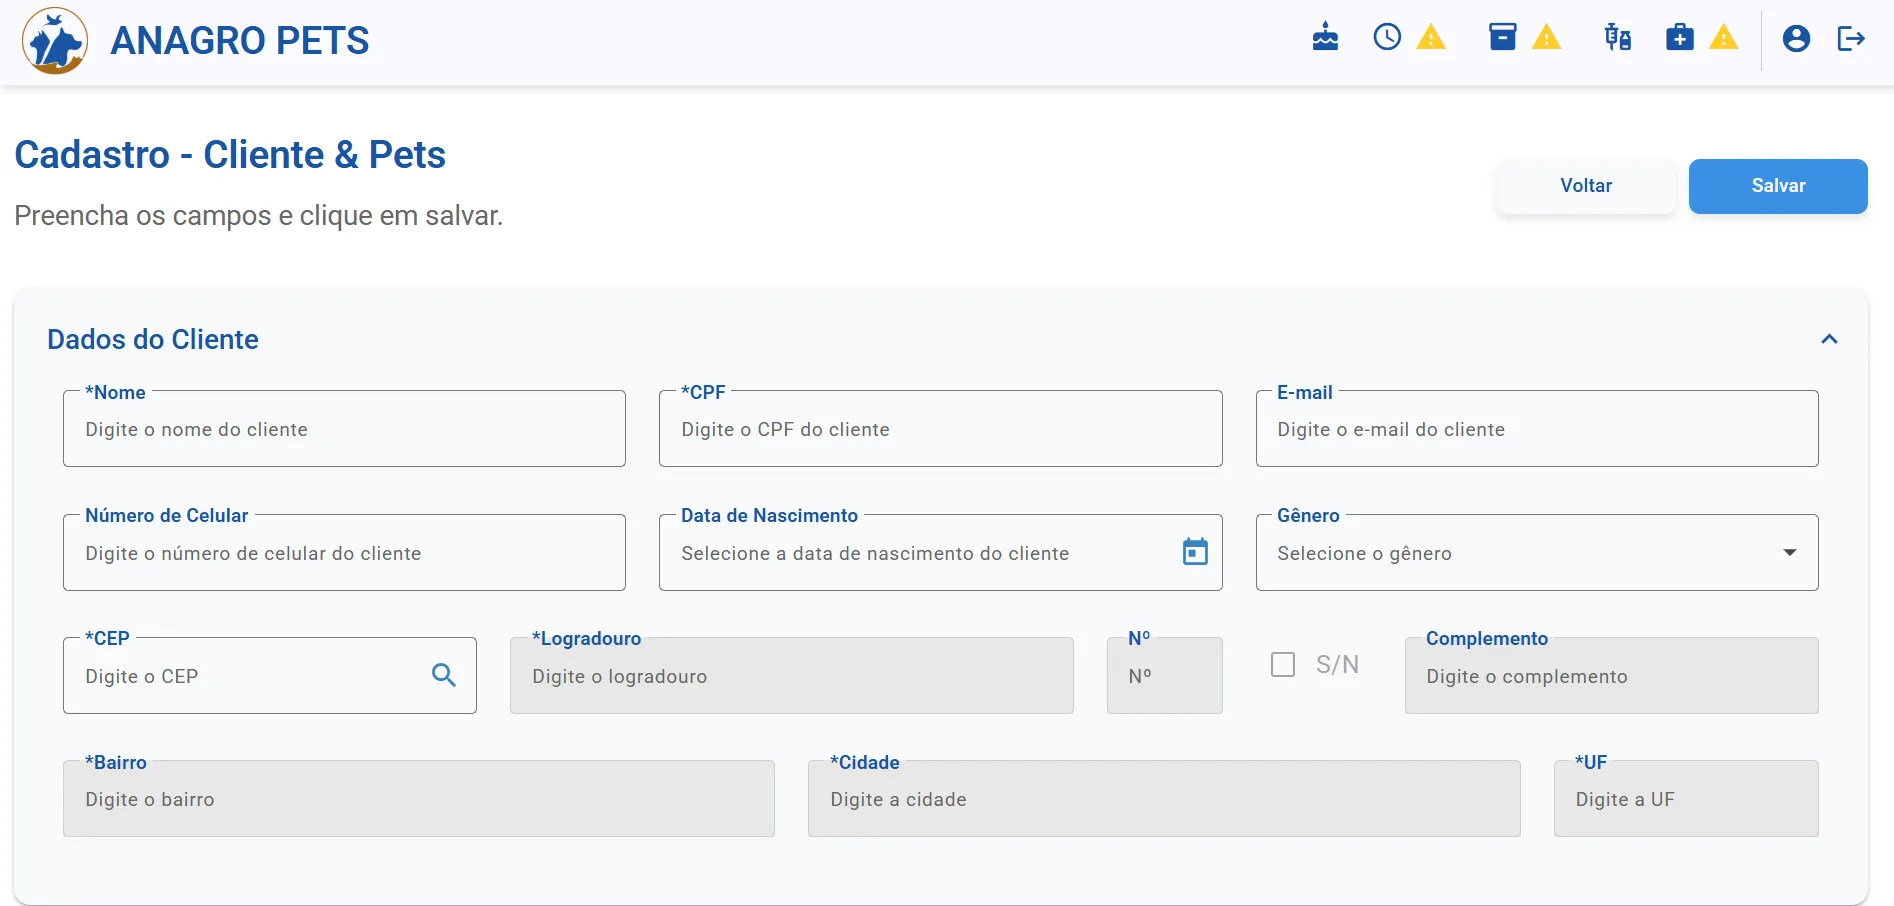 ANAGRO PETS
Cadastro - Cliente & Pets
Preencha os campos e clique em salvar.
Voltar
Salvar
Dados do Cliente
*Nome
Digite o nome do cliente
*CPF
Digite o CPF do cliente
E-mail
Digite o e-mail do cliente
Número de Celular
Digite o número de celular do cliente
Data de Nascimento
Selecione a data de nascimento do cliente
Gênero
Selecione o gênero
*CEP
Digite o CEP
*Logradouro
Digite o logradouro
Nº
Nº
S/N
Complemento
Digite o complemento
*Bairro
Digite o bairro
*Cidade
Digite a cidade
*UF
Digite a UF